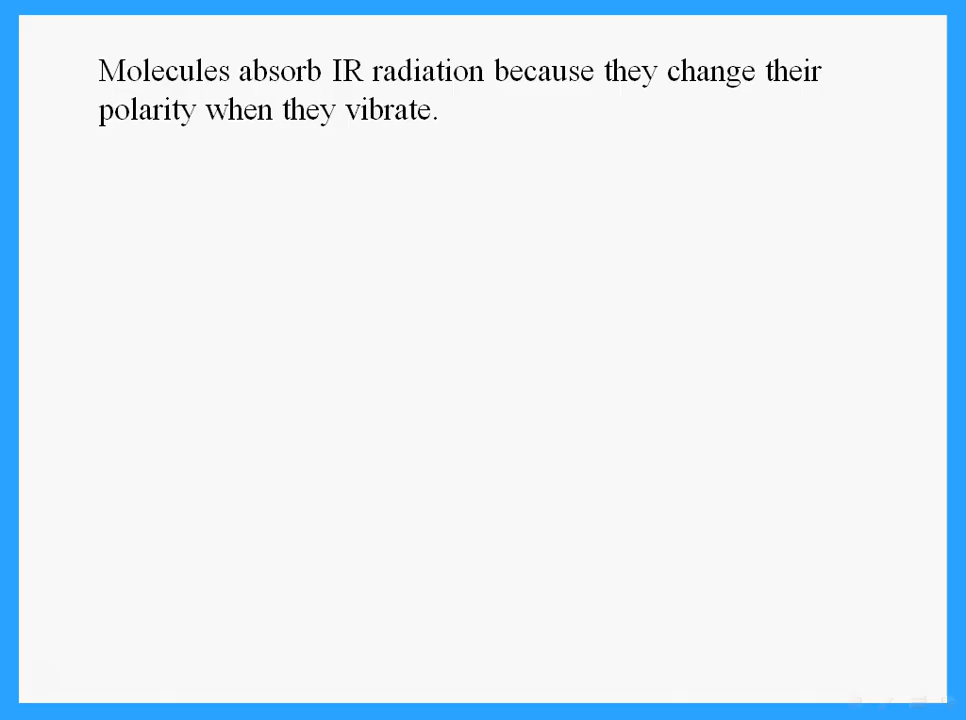 Molecules absorb IR radiation because they change their
polarity when they vibrate.